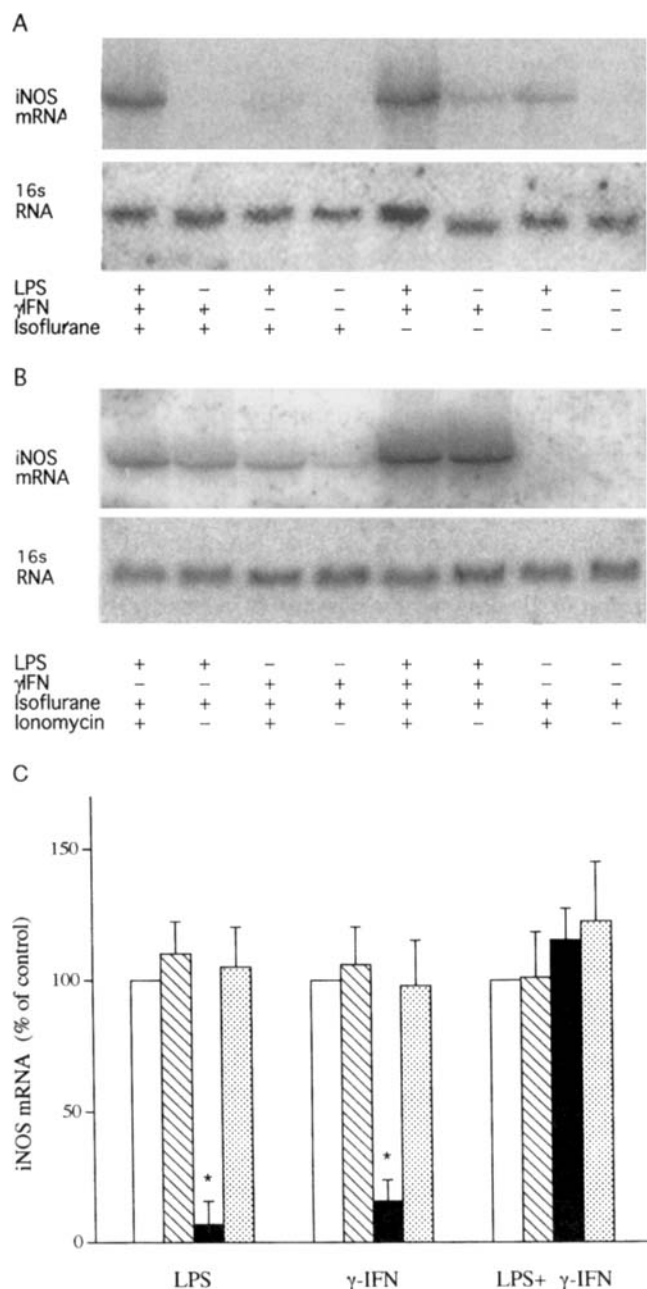 A
iNOS
mRNA
16s
RNA
LPS + − + − + − + −
γIFN + + − − + + − −
Isoflurane + + + + − − − −
B
iNOS
mRNA
16s
RNA
LPS + + − − + + − −
γIFN − − + + + + − −
Isoflurane + + + + + + + +
Ionomycin + − + − + − + −
C
iNOS mRNA (% of control)
150
100
50
0
* *
LPS γ-IFN LPS+ γ-IFN